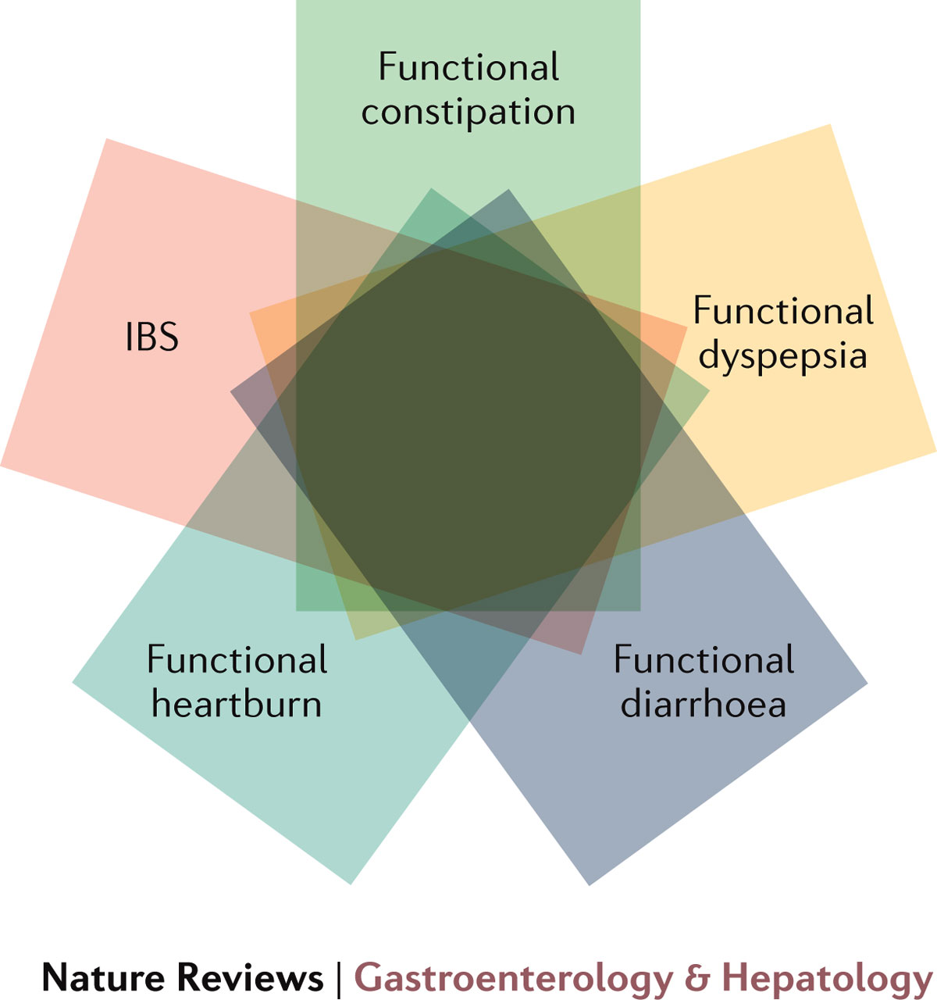 Functional
constipation
IBS
Functional
dyspepsia
Functional
heartburn
Functional
diarrhoea
Nature Reviews | Gastroenterology & Hepatology